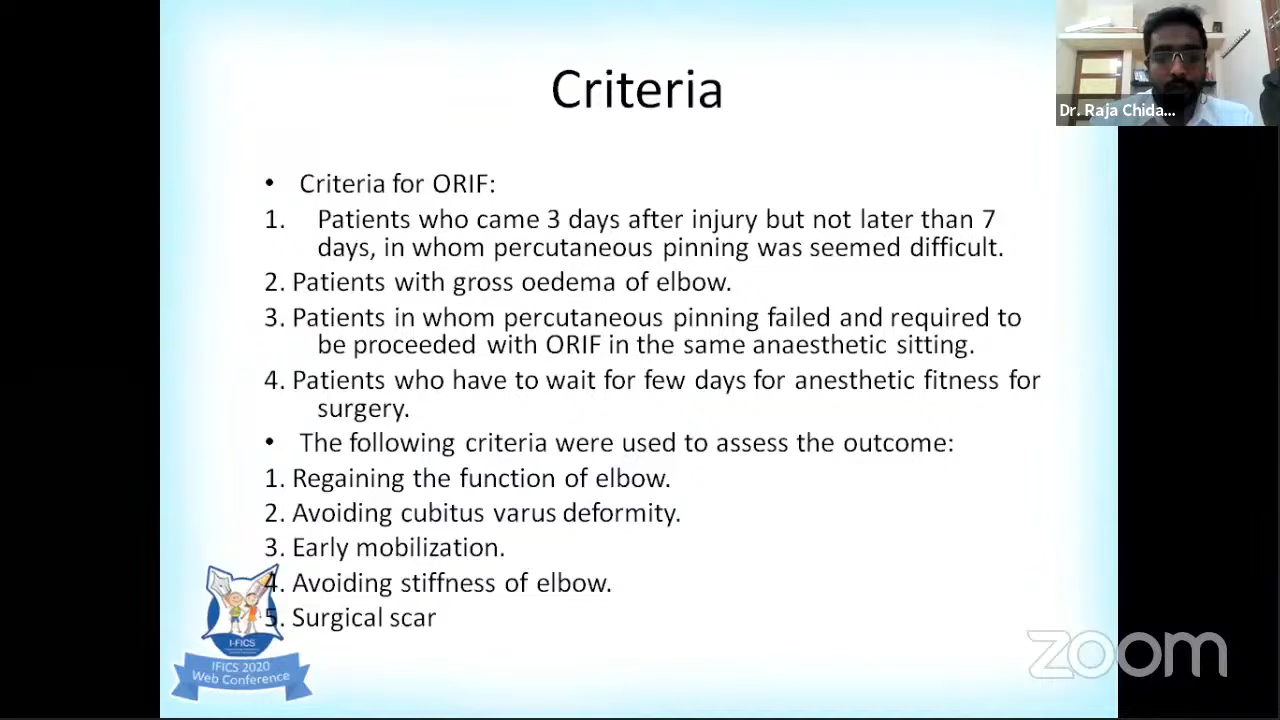 Criteria
Dr. Raja Chida...
• Criteria for ORIF:
1. Patients who came 3 days after injury but not later than 7
days, in whom percutaneous pinning was seemed difficult.
2. Patients with gross oedema of elbow.
3. Patients in whom percutaneous pinning failed and required to
be proceeded with ORIF in the same anaesthetic sitting.
4. Patients who have to wait for few days for anesthetic fitness for
surgery.
• The following criteria were used to assess the outcome:
1. Regaining the function of elbow.
2. Avoiding cubitus varus deformity.
3. Early mobilization.
4. Avoiding stiffness of elbow.
5. Surgical scar
I-FICS
IFICS 2020
Web Conference
zoom